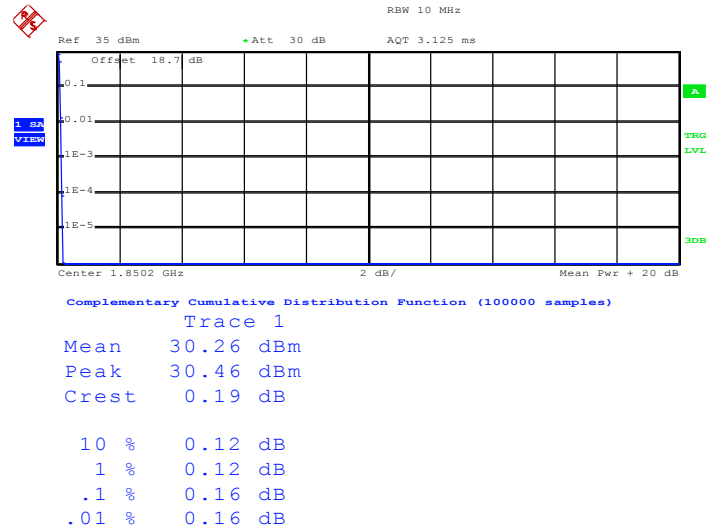 R S
RBW 10 MHz
Ref 35 dBm *Att 30 dB AQT 3.125 ms
Offset 18.7 dB
0.1
A
0.01
1 SA
VIEW
TRG
LVL
1E-3
1E-4
1E-5
3DB
Center 1.8502 GHz 2 dB/ Mean Pwr + 20 dB
Complementary Cumulative Distribution Function (100000 samples)
Trace 1
Mean 30.26 dBm
Peak 30.46 dBm
Crest 0.19 dB
10 % 0.12 dB
1 % 0.12 dB
.1 % 0.16 dB
.01 % 0.16 dB